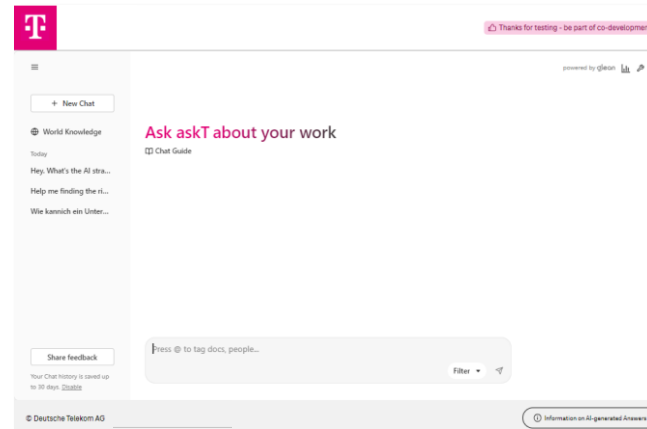 T
Thanks for testing - be part of co-developmen
powered by glean
+ New Chat
World Knowledge
Today
Hey. What's the AI stra...
Help me finding the ri...
Wie kannich ein Unter...
Ask askT about your work
Chat Guide
Press @ to tag docs, people...
Filter
Share feedback
Your Chat history is saved up
to 30 days. Disable
© Deutsche Telekom AG
Information on AI-generated Answers